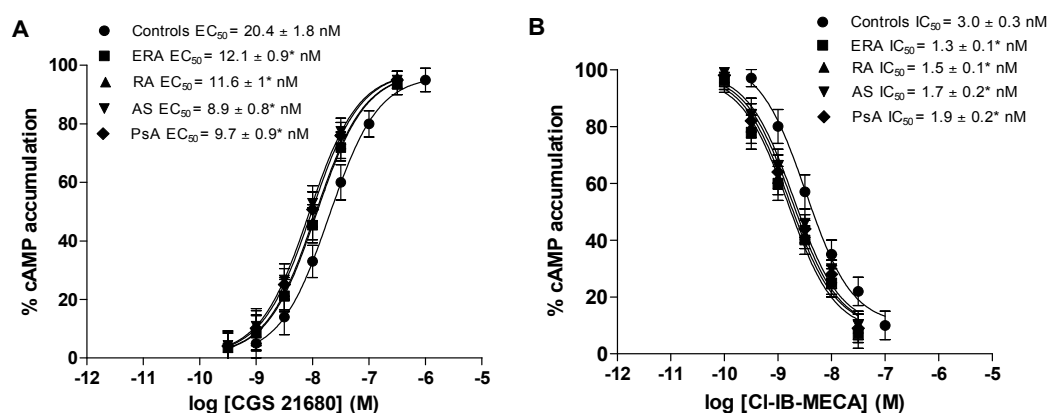 A
Controls EC50 = 20.4 ± 1.8 nM
ERA EC50 = 12.1 ± 0.9* nM
RA EC50 = 11.6 ± 1* nM
AS EC50 = 8.9 ± 0.8* nM
PsA EC50 = 9.7 ± 0.9* nM
% cAMP accumulation
100
80
60
40
20
0
-12 -11 -10 -9 -8 -7 -6 -5
log [CGS 21680] (M)
B
Controls IC50 = 3.0 ± 0.3 nM
ERA IC50 = 1.3 ± 0.1* nM
RA IC50 = 1.5 ± 0.1* nM
AS IC50 = 1.7 ± 0.2* nM
PsA IC50 = 1.9 ± 0.2* nM
% cAMP accumulation
100
80
60
40
20
0
-12 -11 -10 -9 -8 -7 -6 -5
log [Cl-IB-MECA] (M)